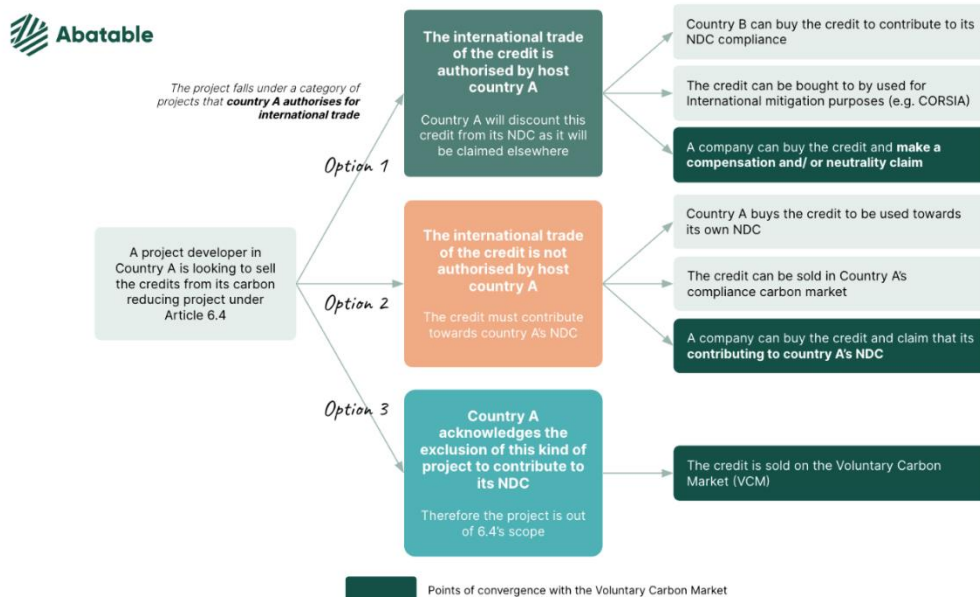 Abatable
The project falls under a category of
projects that country A authorises for
international trade
Option 1
A project developer in
Country A is looking to sell
the credits from its carbon
reducing project under
Article 6.4
Option 2
Option 3
The international trade
of the credit is
authorised by host
country A
Country A will discount this
credit from its NDC as it will
be claimed elsewhere
Country B can buy the credit to contribute to its
NDC compliance
The credit can be bought to by used for
International mitigation purposes (e.g. CORSIA)
A company can buy the credit and make a
compensation and/ or neutrality claim
The international trade
of the credit is not
authorised by host
country A
The credit must contribute
towards country A's NDC
Country A buys the credit to be used towards
its own NDC
The credit can be sold in Country A's
compliance carbon market
A company can buy the credit and claim that its
contributing to country A's NDC
Country A
acknowledges the
exclusion of this kind of
project to contribute to
its NDC
Therefore the project is out
of 6.4's scope
The credit is sold on the Voluntary Carbon
Market (VCM)
Points of convergence with the Voluntary Carbon Market